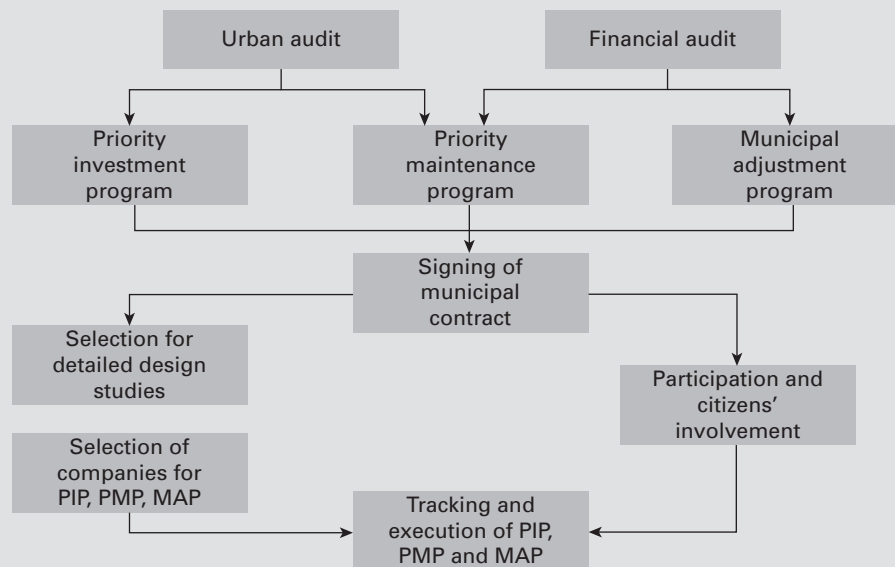 Urban audit
Financial audit
Priority
investment
program
Priority
maintenance
program
Municipal
adjustment
program
Signing of
municipal
contract
Selection for
detailed design
studies
Participation and
citizens’
involvement
Selection of
companies for
PIP, PMP, MAP
Tracking and
execution of PIP,
PMP and MAP